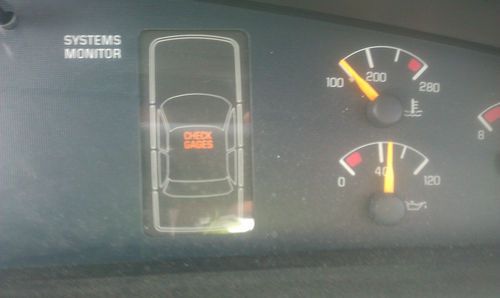 SYSTEMS
MONITOR
CHECK
GAGES
100
200
280
0
40
120
8